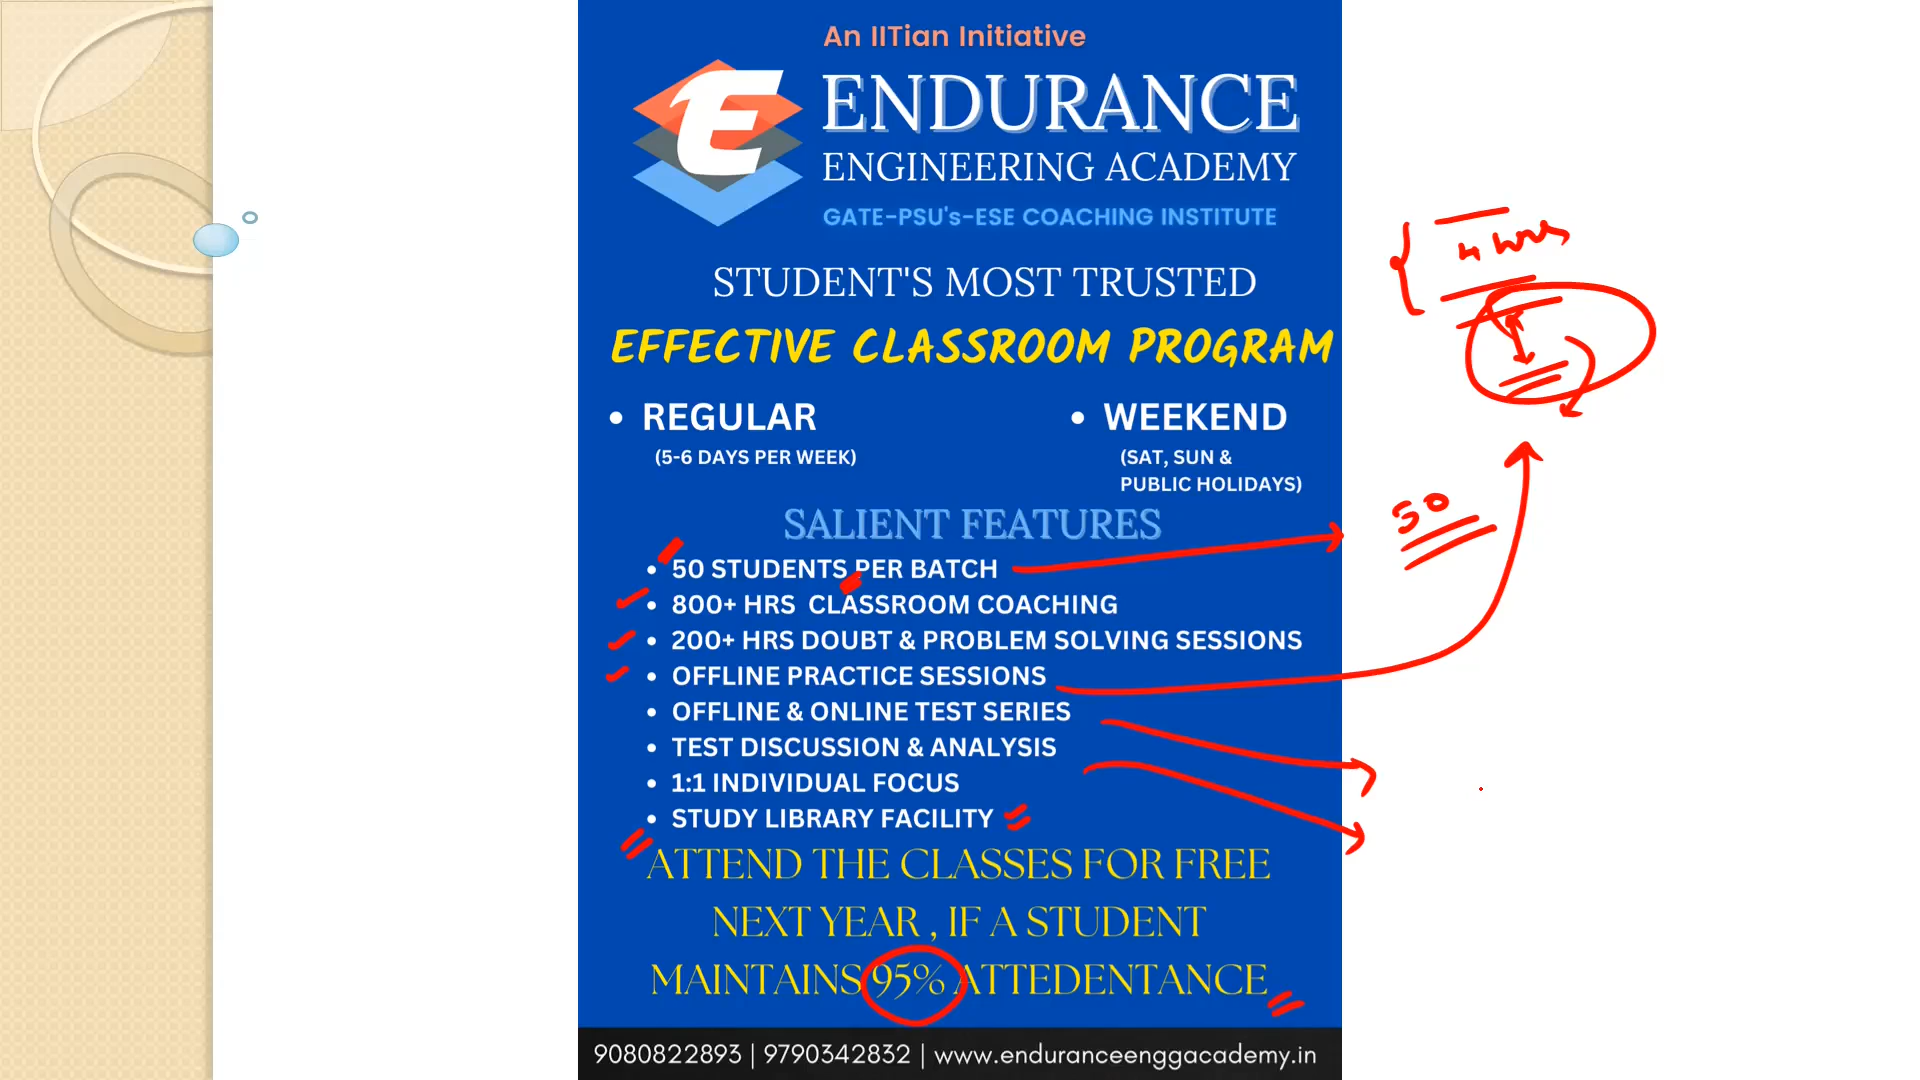 An IITian Initiative
E
ENDURANCE
ENGINEERING ACADEMY
GATE-PSU's-ESE COACHING INSTITUTE
STUDENT'S MOST TRUSTED
EFFECTIVE CLASSROOM PROGRAM
• REGULAR
(5-6 DAYS PER WEEK)
• WEEKEND
(SAT, SUN &
PUBLIC HOLIDAYS)
SALIENT FEATURES
• 50 STUDENTS PER BATCH
• 800+ HRS CLASSROOM COACHING
• 200+ HRS DOUBT & PROBLEM SOLVING SESSIONS
• OFFLINE PRACTICE SESSIONS
• OFFLINE & ONLINE TEST SERIES
• TEST DISCUSSION & ANALYSIS
• 1:1 INDIVIDUAL FOCUS
• STUDY LIBRARY FACILITY
ATTEND THE CLASSES FOR FREE
NEXT YEAR , IF A STUDENT
MAINTAINS 95% ATTEDENTANCE
9080822893 | 9790342832 | www.enduranceenggacademy.in
4 hrs
50